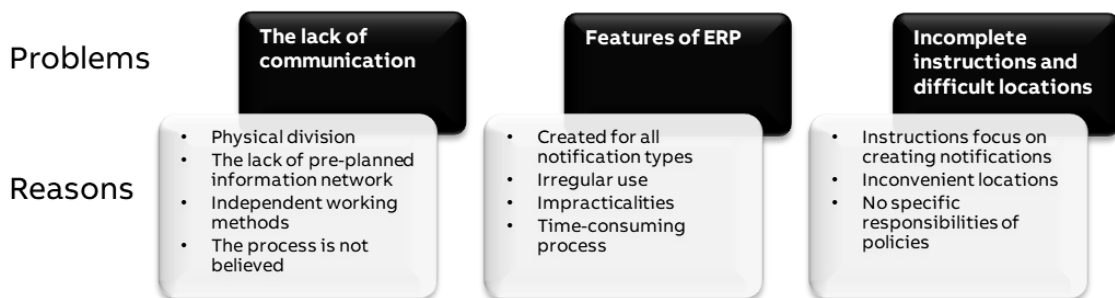 Problems
The lack of
communication
Features of ERP
Incomplete
instructions and
difficult locations
Reasons
• Physical division
• The lack of pre-planned
information network
• Independent working
methods
• The process is not
believed
• Created for all
notification types
• Irregular use
• Impracticalities
• Time-consuming
process
• Instructions focus on
creating notifications
• Inconvenient locations
• No specific
responsibilities of
policies